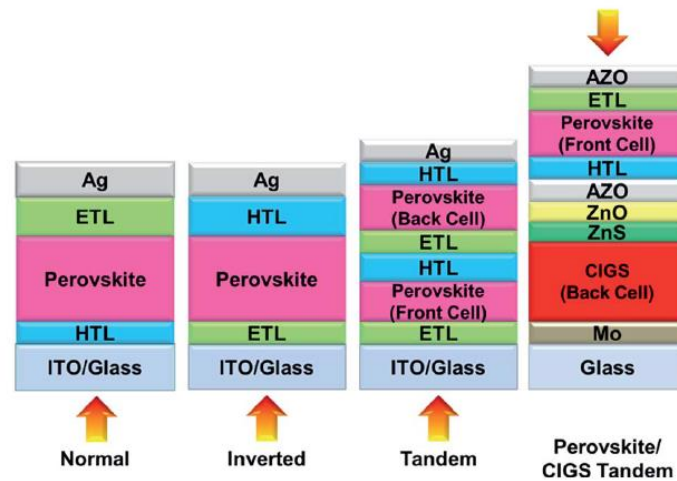 Ag
ETL
Perovskite
HTL
ITO/Glass
Normal
Ag
HTL
Perovskite
ETL
ITO/Glass
Inverted
Ag
HTL
Perovskite
(Back Cell)
ETL
HTL
Perovskite
(Front Cell)
ETL
ITO/Glass
Tandem
AZO
ETL
Perovskite
(Front Cell)
HTL
AZO
ZnO
ZnS
CIGS
(Back Cell)
Mo
Glass
Perovskite/
CIGS Tandem